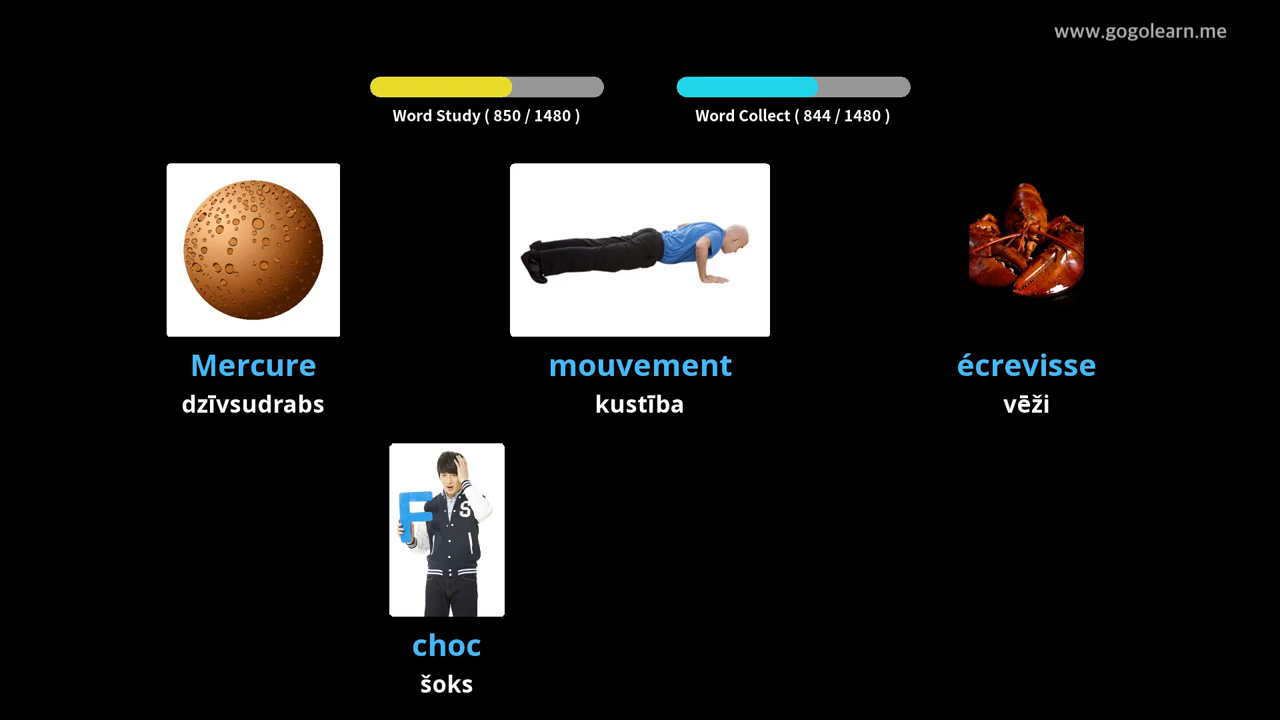 www.gogolearn.me
Word Study ( 850 / 1480 )
Word Collect ( 844 / 1480 )
Mercure
dzīvsudrabs
mouvement
kustība
écrevisse
vēži
F
S
choc
šoks